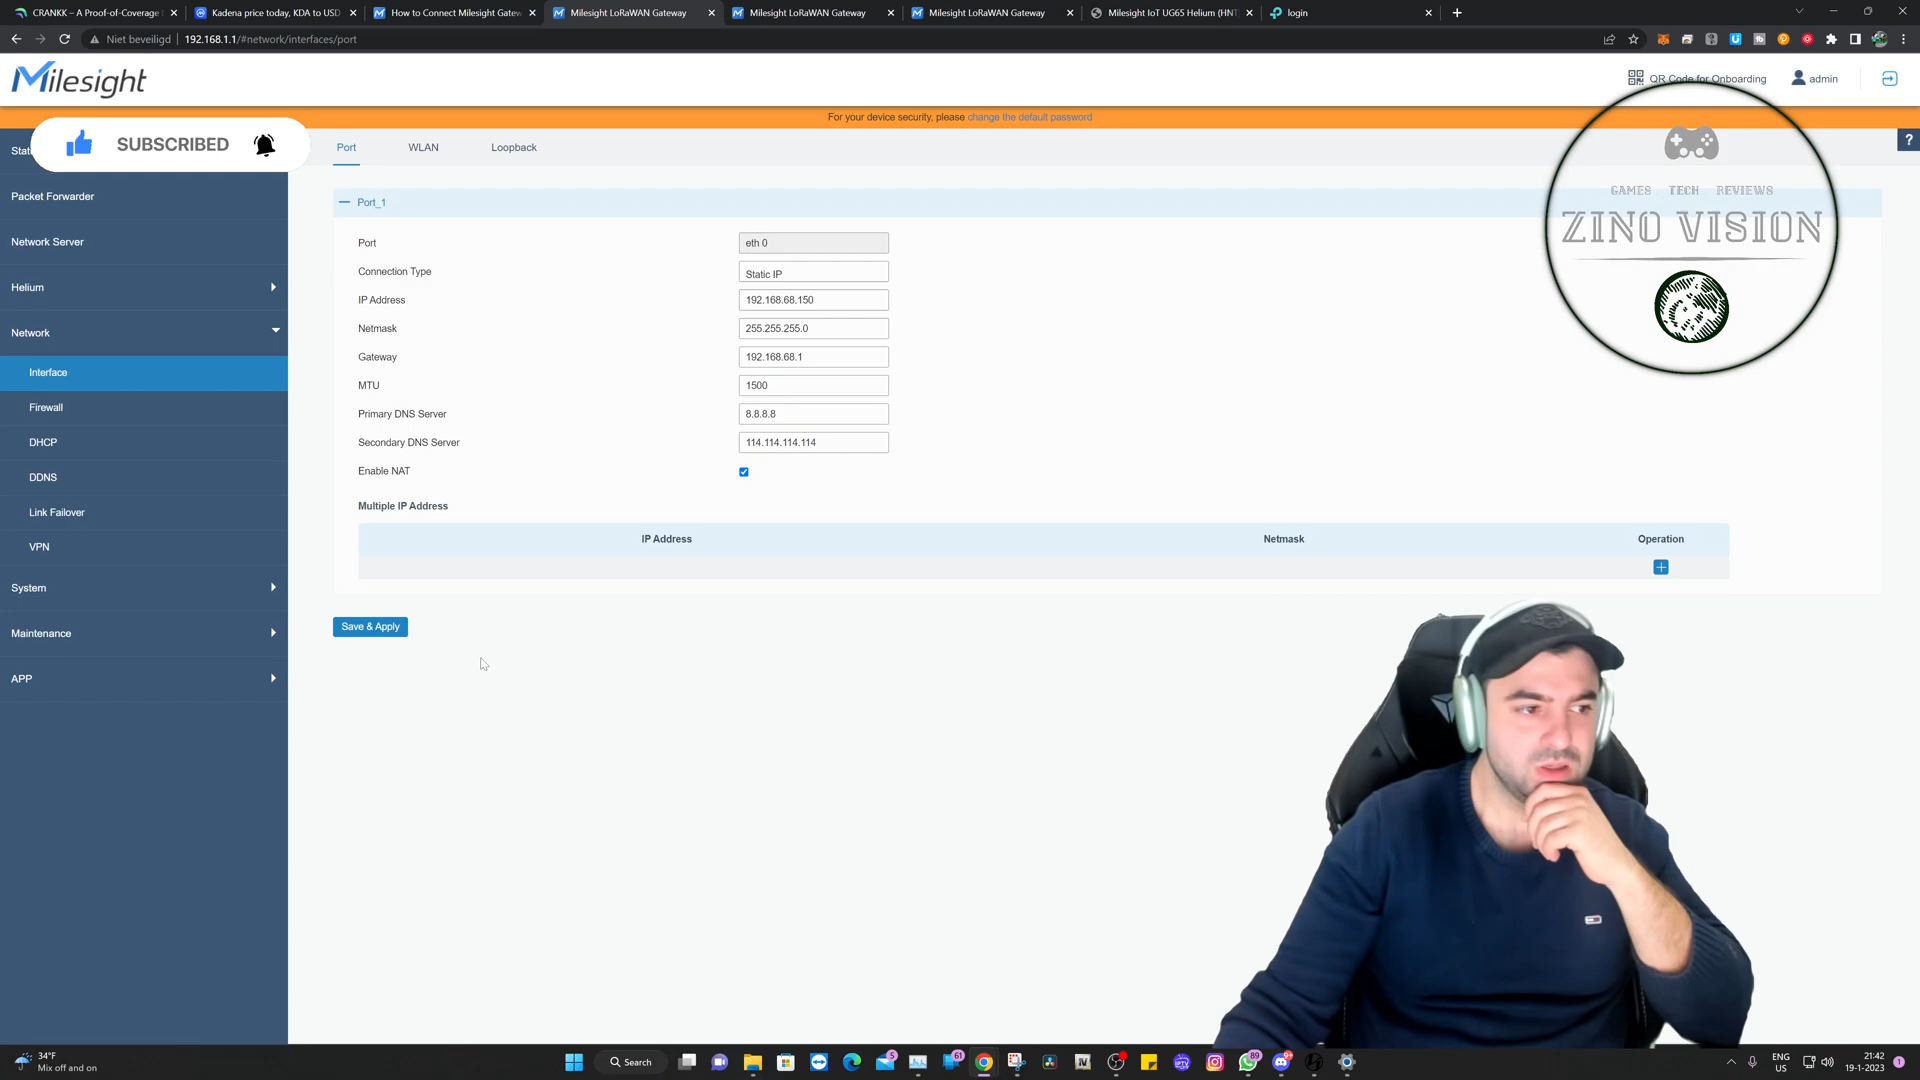 CRANKK – A Proof-of-Coverage
Kadena price today, KDA to USD
How to Connect Milesight Gatew
Milesight LoRaWAN Gateway
Milesight LoRaWAN Gateway
Milesight LoRaWAN Gateway
Milesight IoT UG65 Helium (HNT
login
Niet beveiligd
192.168.1.1/#network/interfaces/port
Milesight
QR Code for Onboarding
admin
For your device security, please change the default password
SUBSCRIBED
Port
WLAN
Loopback
?
Packet Forwarder
Network Server
Helium
Network
Interface
Firewall
DHCP
DDNS
Link Failover
VPN
System
Maintenance
APP
Port_1
Port
eth 0
Connection Type
Static IP
IP Address
192.168.68.150
Netmask
255.255.255.0
Gateway
192.168.68.1
MTU
1500
Primary DNS Server
8.8.8.8
Secondary DNS Server
114.114.114.114
Enable NAT
Multiple IP Address
IP Address
Netmask
Operation
Save & Apply
GAMES TECH REVIEWS
ZINO VISION
34°F
Mix off and on
Search
5
61
89
9+
ENG
US
21:42
19-1-2023
1